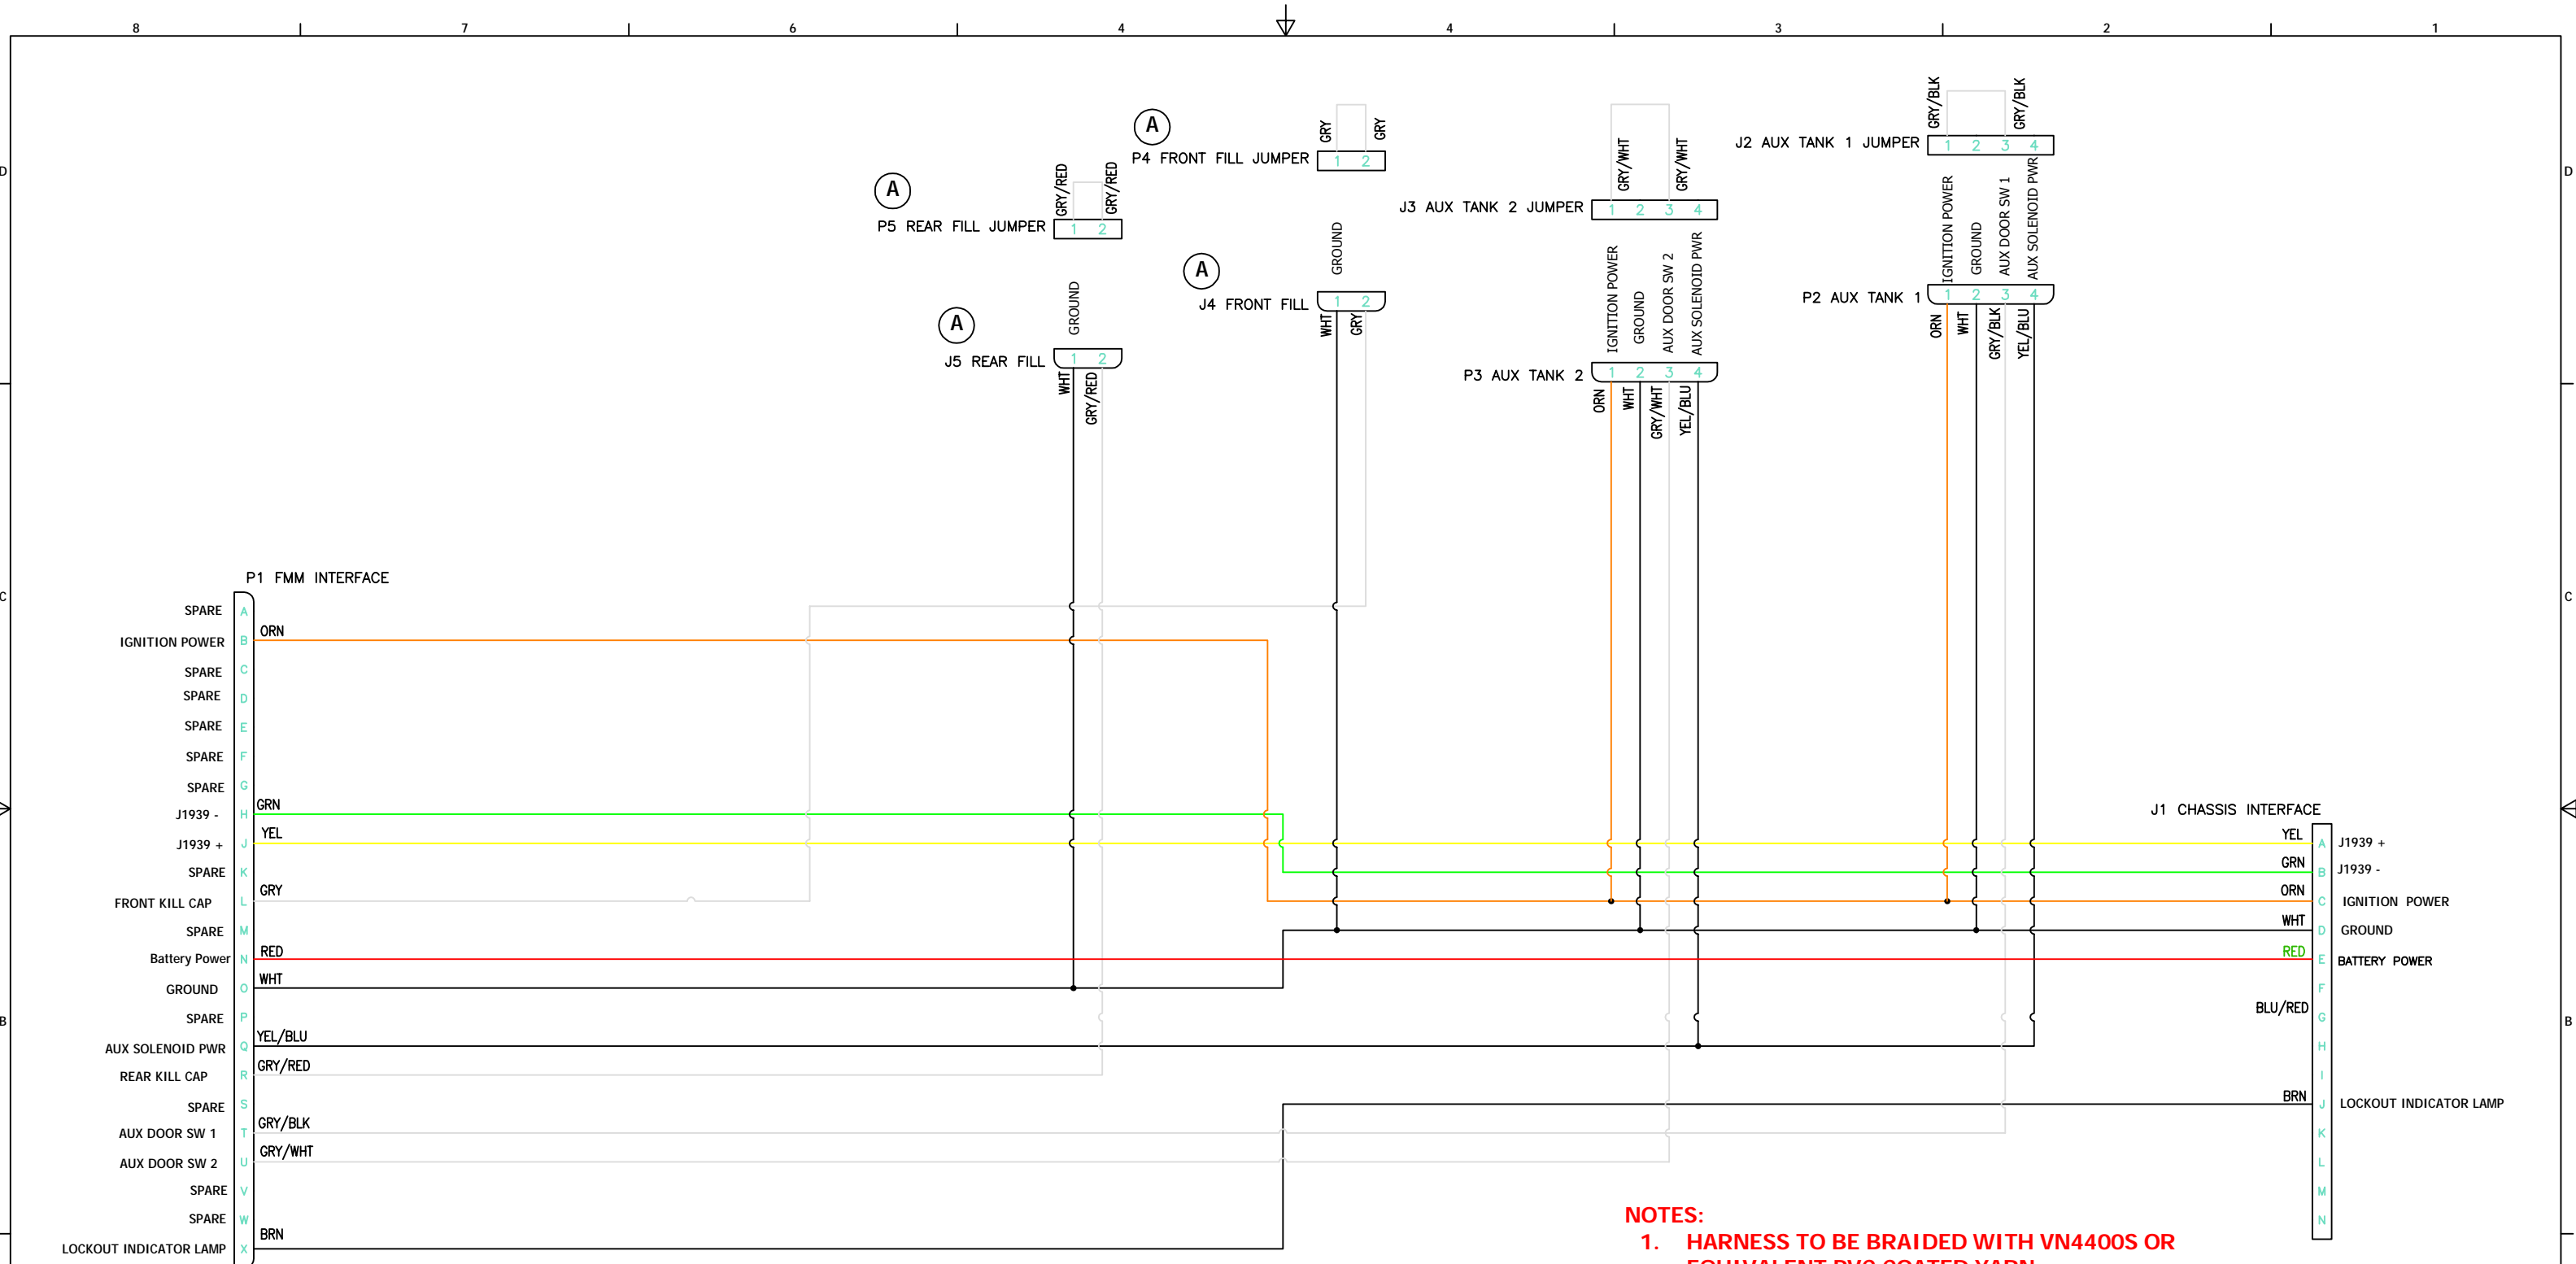 8 7 6 4 4 3 2 1
D
D
C
C
B
B
A
P5 REAR FILL JUMPER
GRY/RED
GRY/RED
1 2
A
J5 REAR FILL
GROUND
1 2
WHT
GRY/RED
A
P4 FRONT FILL JUMPER
GRY
GRY
1 2
A
J4 FRONT FILL
GROUND
1 2
WHT
GRY
J3 AUX TANK 2 JUMPER
GRY/WHT
GRY/WHT
1 2 3 4
P3 AUX TANK 2
IGNITION POWER
GROUND
AUX DOOR SW 2
AUX SOLENOID PWR
1 2 3 4
ORN
WHT
GRY/WHT
YEL/BLU
J2 AUX TANK 1 JUMPER
GRY/BLK
GRY/BLK
1 2 3 4
P2 AUX TANK 1
IGNITION POWER
GROUND
AUX DOOR SW 1
AUX SOLENOID PWR
1 2 3 4
ORN
WHT
GRY/BLK
YEL/BLU
P1 FMM INTERFACE
SPARE A
IGNITION POWER B ORN
SPARE C
SPARE D
SPARE E
SPARE F
SPARE G
J1939 - H GRN
J1939 + J YEL
SPARE K
FRONT KILL CAP L GRY
SPARE M
Battery Power N RED
GROUND O WHT
SPARE P
AUX SOLENOID PWR Q YEL/BLU
REAR KILL CAP R GRY/RED
SPARE S
AUX DOOR SW 1 T GRY/BLK
AUX DOOR SW 2 U GRY/WHT
SPARE V
SPARE W
LOCKOUT INDICATOR LAMP X BRN
J1 CHASSIS INTERFACE
YEL A J1939 +
GRN B J1939 -
ORN C IGNITION POWER
WHT D GROUND
RED E BATTERY POWER
F
BLU/RED G
H
I
BRN J LOCKOUT INDICATOR LAMP
K
L
M
N
NOTES:
1. HARNESS TO BE BRAIDED WITH VN4400S OR
EQUIVALENT PVC COATED YARN